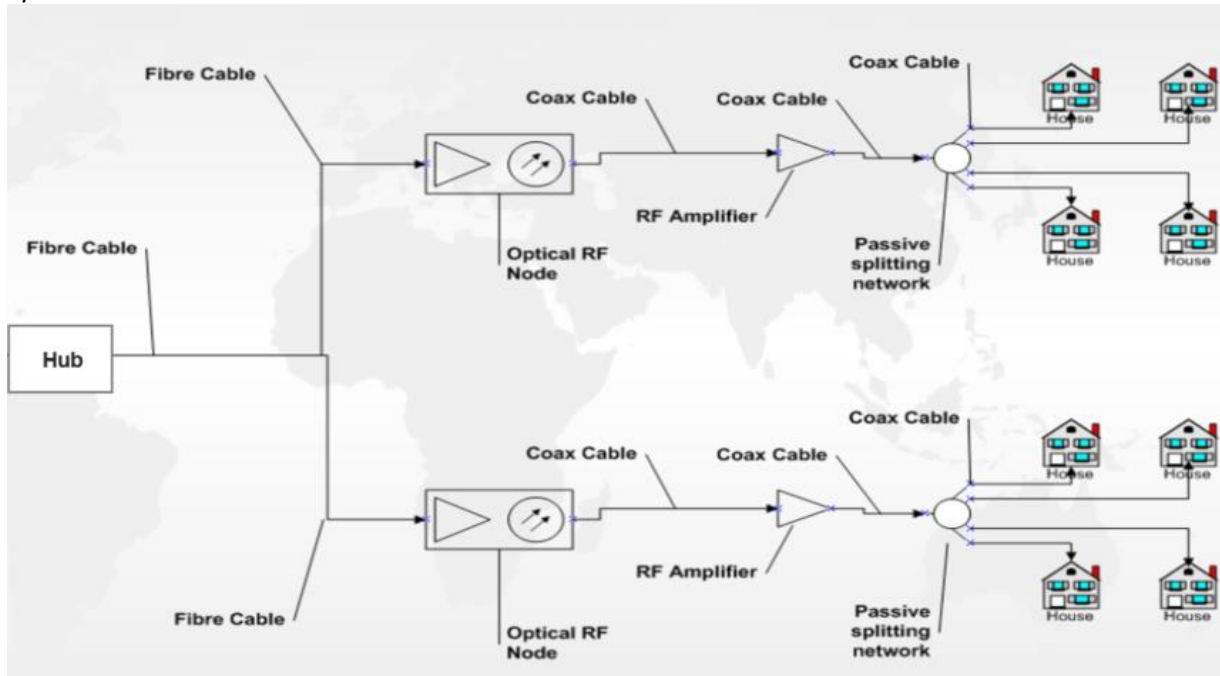 Fibre Cable
Coax Cable
Coax Cable
Coax Cable
House
House
RF Amplifier
Optical RF
Node
Passive
splitting
network
House
House
Fibre Cable
Hub
Coax Cable
Coax Cable
Coax Cable
House
House
RF Amplifier
Fibre Cable
Optical RF
Node
Passive
splitting
network
House
House